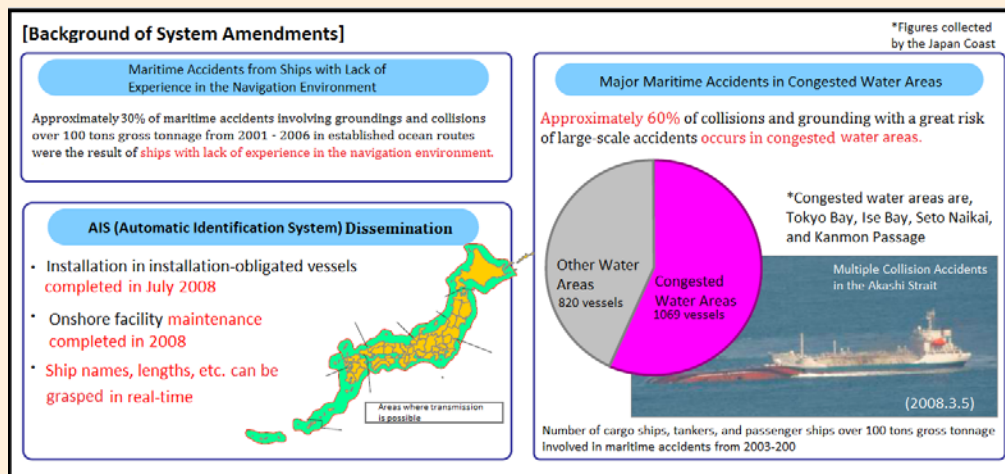 [Background of System Amendments]
*Figures collected
by the Japan Coast
Maritime Accidents from Ships with Lack of
Experience in the Navigation Environment
Approximately 30% of maritime accidents involving groundings and collisions
over 100 tons gross tonnage from 2001 - 2006 in established ocean routes
were the result of ships with lack of experience in the navigation environment.
AIS (Automatic Identification System) Dissemination
· Installation in installation-obligated vessels
completed in July 2008
· Onshore facility maintenance
completed in 2008
· Ship names, lengths, etc. can be
grasped in real-time
Areas where transmission
is possible
Major Maritime Accidents in Congested Water Areas
Approximately 60% of collisions and grounding with a great risk
of large-scale accidents occurs in congested water areas.
*Congested water areas are,
Tokyo Bay, Ise Bay, Seto Naikai,
and Kanmon Passage
Other Water
Areas
820 vessels
Congested
Water Areas
1069 vessels
Multiple Collision Accidents
in the Akashi Strait
(2008.3.5)
Number of cargo ships, tankers, and passenger ships over 100 tons gross tonnage
involved in maritime accidents from 2003-200